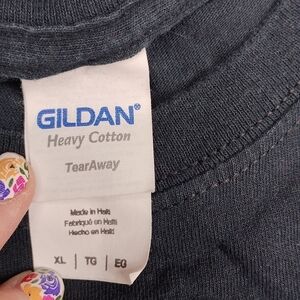 GILDAN®
Heavy Cotton
TearAway
Made in Haiti
Fabriqué en Haïti
Hecho en Haití
XL | TG | EG